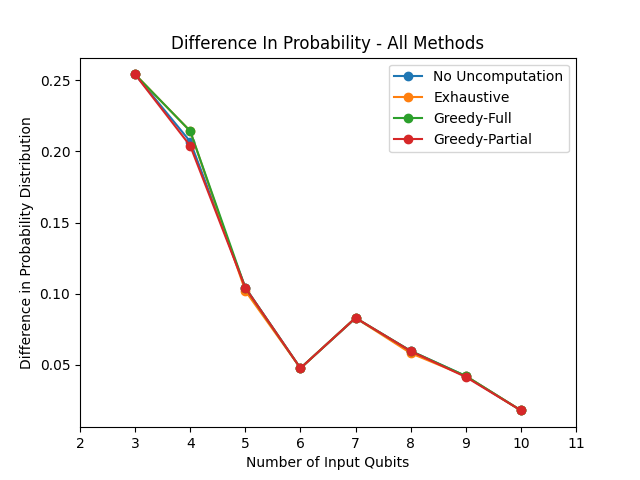 Difference In Probability - All Methods
No Uncomputation
Exhaustive
Greedy-Full
Greedy-Partial
Difference in Probability Distribution
0.25
0.20
0.15
0.10
0.05
2 3 4 5 6 7 8 9 10 11
Number of Input Qubits